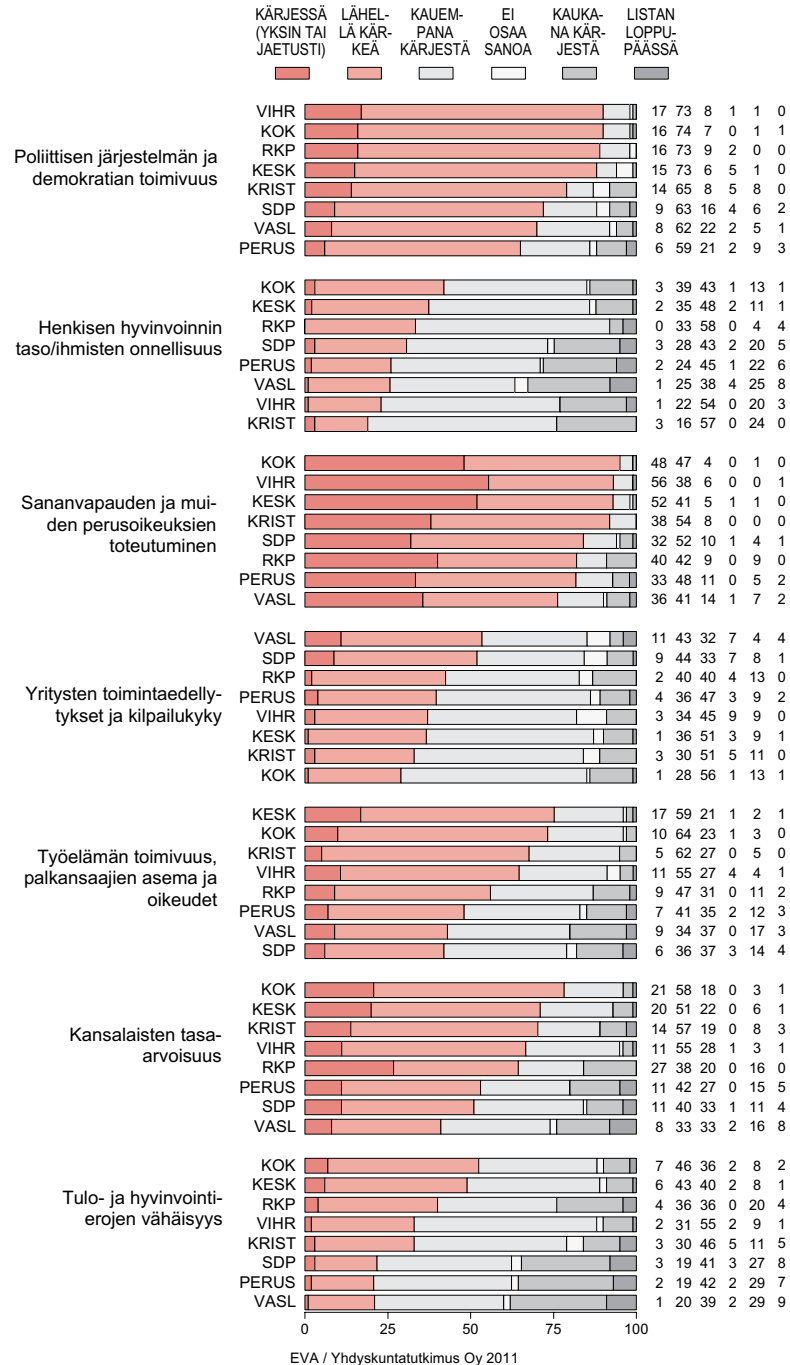 KÄRJESSÄ (YKSIN TAI JAETUSTI)
LÄHEL-LÄ KÄR-KEÄ
KAUEM-PANA KÄRJESTÄ
EI OSAA SANOA
KAUKA-NA KÄR-JESTÄ
LISTAN LOPPU-PÄÄSSÄ
Poliittisen järjestelmän ja
demokratian toimivuus
VIHR 17 73 8 1 1 0
KOK 16 74 7 0 1 1
RKP 16 73 9 2 0 0
KESK 15 73 6 5 1 0
KRIST 14 65 8 5 8 0
SDP 9 63 16 4 6 2
VASL 8 62 22 2 5 1
PERUS 6 59 21 2 9 3
Henkisen hyvinvoinnin
taso/ihmisten onnellisuus
KOK 3 39 43 1 13 1
KESK 2 35 48 2 11 1
RKP 0 33 58 0 4 4
SDP 3 28 43 2 20 5
PERUS 2 24 45 1 22 6
VASL 1 25 38 4 25 8
VIHR 1 22 54 0 20 3
KRIST 3 16 57 0 24 0
Sananvapauden ja mui-
den perusoikeuksien
toteutuminen
KOK 48 47 4 0 1 0
VIHR 56 38 6 0 0 1
KESK 52 41 5 1 1 0
KRIST 38 54 8 0 0 0
SDP 32 52 10 1 4 1
RKP 40 42 9 0 9 0
PERUS 33 48 11 0 5 2
VASL 36 41 14 1 7 2
Yritysten toimintaedelly-
tykset ja kilpailukyky
VASL 11 43 32 7 4 4
SDP 9 44 33 7 8 1
RKP 2 40 40 4 13 0
PERUS 4 36 47 3 9 2
VIHR 3 34 45 9 9 0
KESK 1 36 51 3 9 1
KRIST 3 30 51 5 11 0
KOK 1 28 56 1 13 1
Työelämän toimivuus,
palkansaajien asema ja
oikeudet
KESK 17 59 21 1 2 1
KOK 10 64 23 1 3 0
KRIST 5 62 27 0 5 0
VIHR 11 55 27 4 4 1
RKP 9 47 31 0 11 2
PERUS 7 41 35 2 12 3
VASL 9 34 37 0 17 3
SDP 6 36 37 3 14 4
Kansalaisten tasa-
arvoisuus
KOK 21 58 18 0 3 1
KESK 20 51 22 0 6 1
KRIST 14 57 19 0 8 3
VIHR 11 55 28 1 3 1
RKP 27 38 20 0 16 0
PERUS 11 42 27 0 15 5
SDP 11 40 33 1 11 4
VASL 8 33 33 2 16 8
Tulo- ja hyvinvointi-
erojen vähäisyys
KOK 7 46 36 2 8 2
KESK 6 43 40 2 8 1
RKP 4 36 36 0 20 4
VIHR 2 31 55 2 9 1
KRIST 3 30 46 5 11 5
SDP 3 19 41 3 27 8
PERUS 2 19 42 2 29 7
VASL 1 20 39 2 29 9
0 25 50 75 100
EVA / Yhdyskuntatutkimus Oy 2011